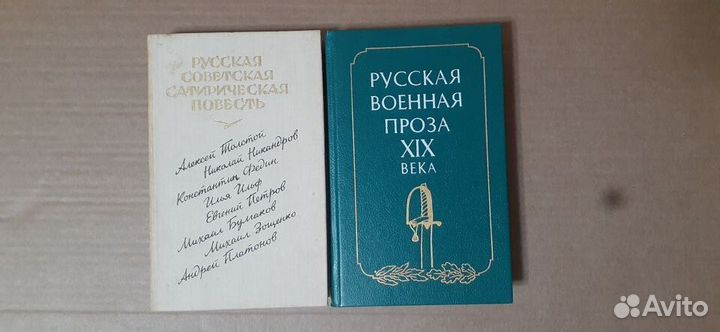 РУССКАЯ
СОВЕТСКАЯ
САТИРИЧЕСКАЯ
ПОВЕСТЬ
Алексей Толстой
Николай Никандров
Константин Федин
Илья Ильф
Евгений Петров
Михаил Булгаков
Михаил Зощенко
Андрей Платонов
РУССКАЯ
ВОЕННАЯ
ПРОЗА
XIX
ВЕКА
Avito